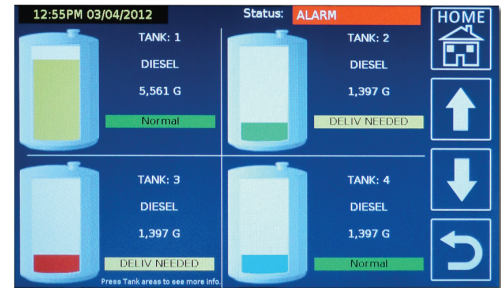 12:55PM 03/04/2012
Status: ALARM
HOME
TANK: 1
DIESEL
5,561 G
Normal
TANK: 2
DIESEL
1,397 G
DELIV NEEDED
TANK: 3
DIESEL
1,397 G
DELIV NEEDED
Press Tank areas to see more info.
TANK: 4
DIESEL
1,397 G
Normal